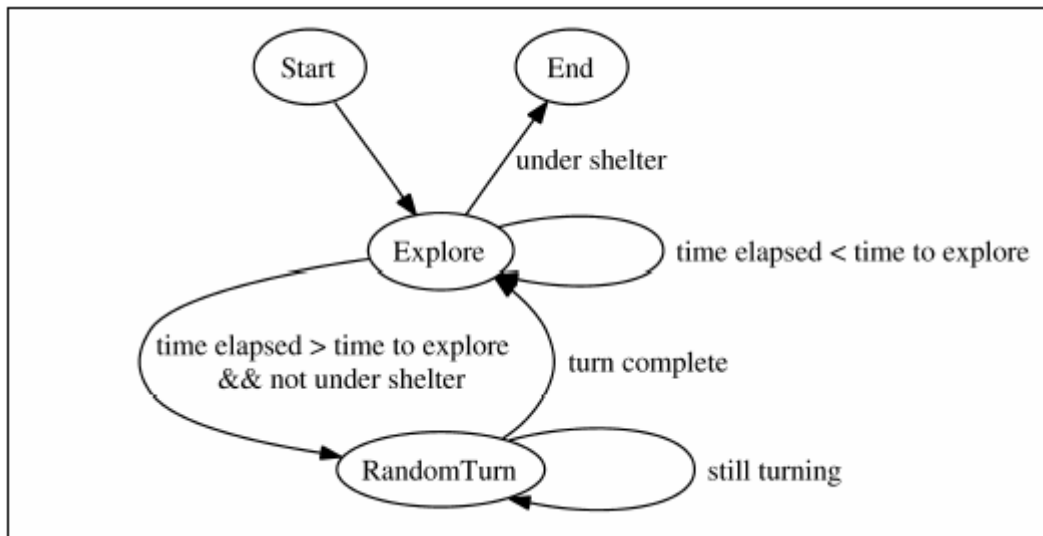 Start
End
under shelter
Explore
time elapsed < time to explore
time elapsed > time to explore
&& not under shelter
turn complete
RandomTurn
still turning